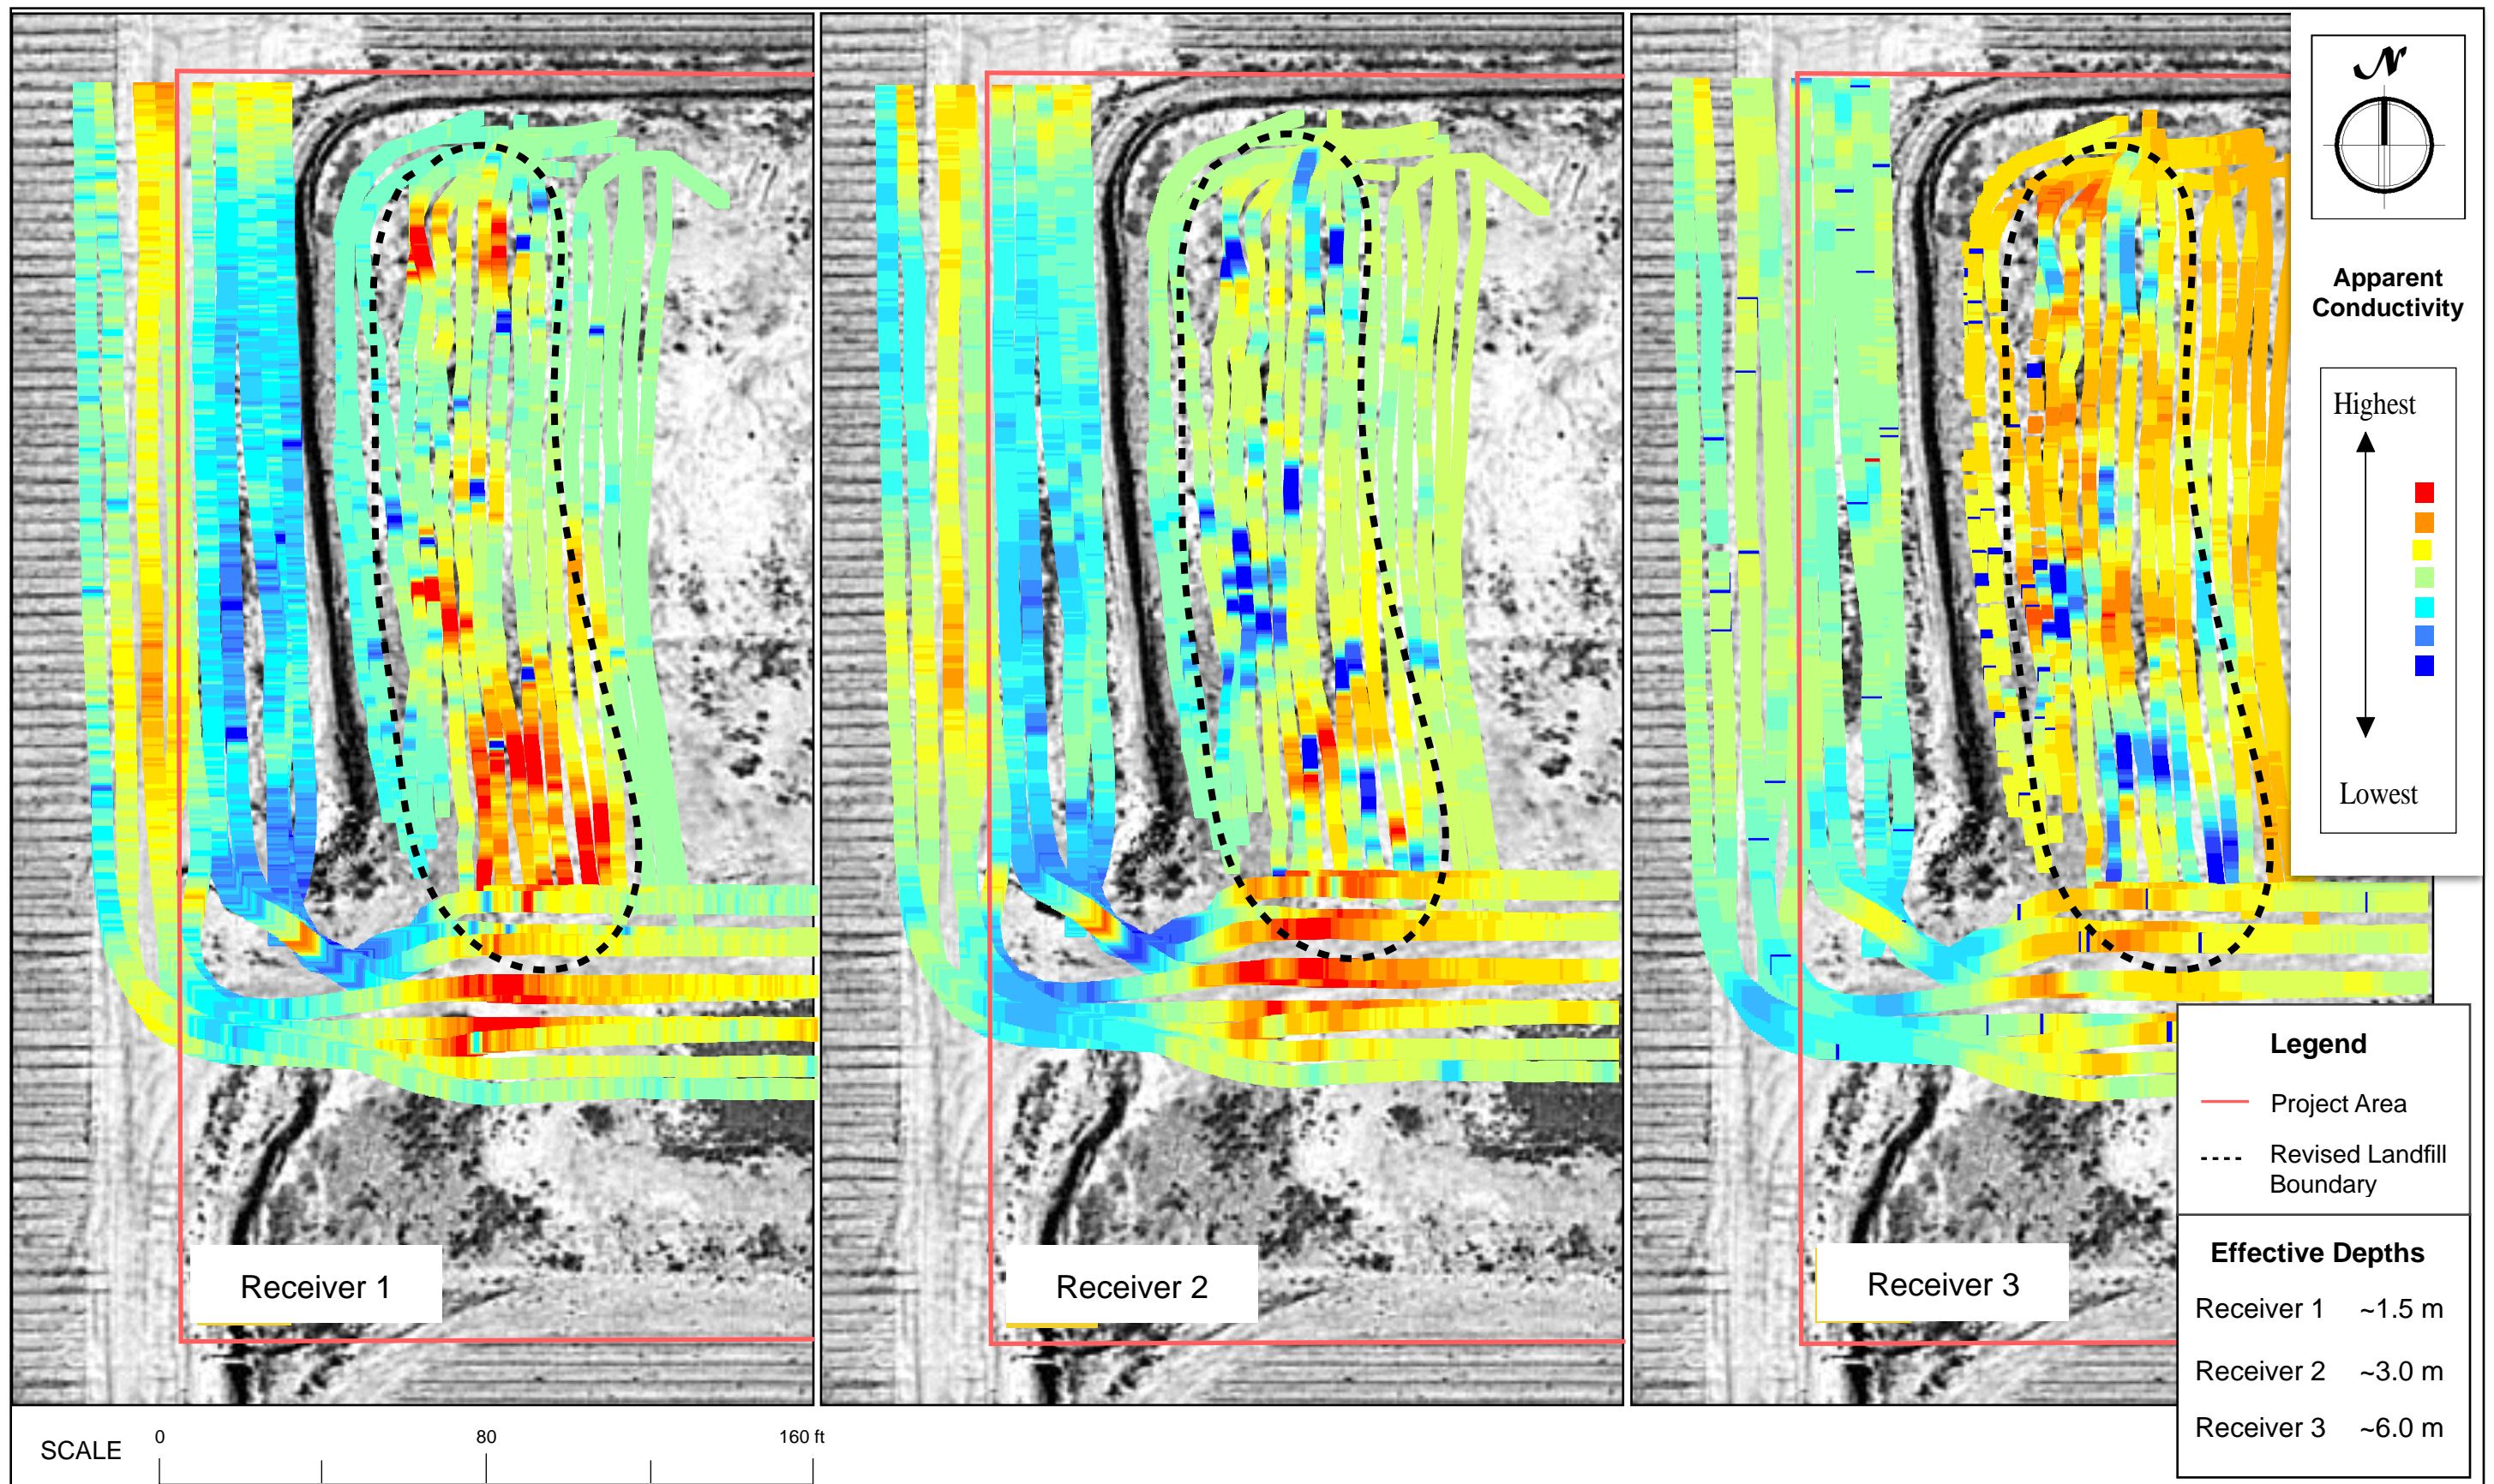 N
Apparent
Conductivity
Highest
Lowest
Legend
Project Area
Revised Landfill
Boundary
Effective Depths
Receiver 1 ~1.5 m
Receiver 2 ~3.0 m
Receiver 3 ~6.0 m
Receiver 1
Receiver 2
Receiver 3
SCALE 0 80 160 ft